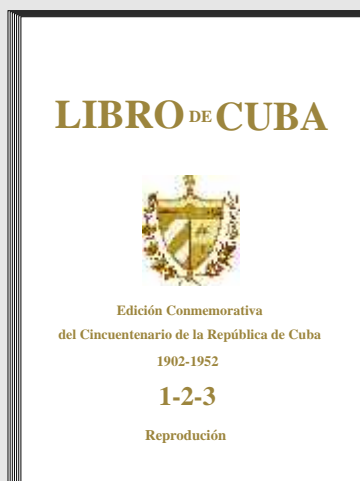 LIBRO DE CUBA
Edición Conmemorativa
del Cincuentenario de la República de Cuba
1902-1952
1-2-3
Reprodución